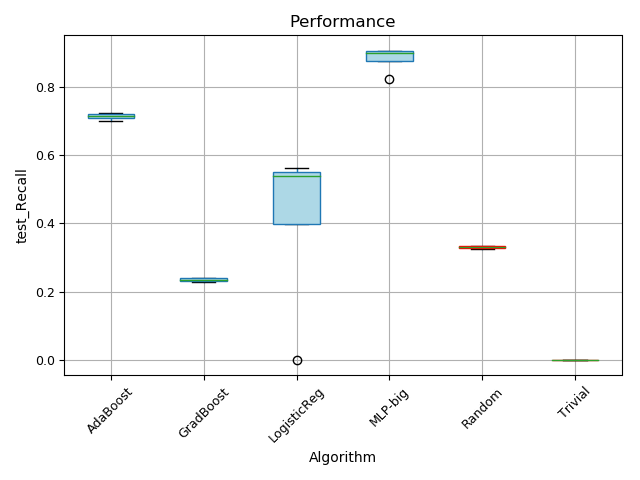 Performance
test_Recall
0.8
0.6
0.4
0.2
0.0
AdaBoost
GradBoost
LogisticReg
MLP-big
Random
Trivial
Algorithm